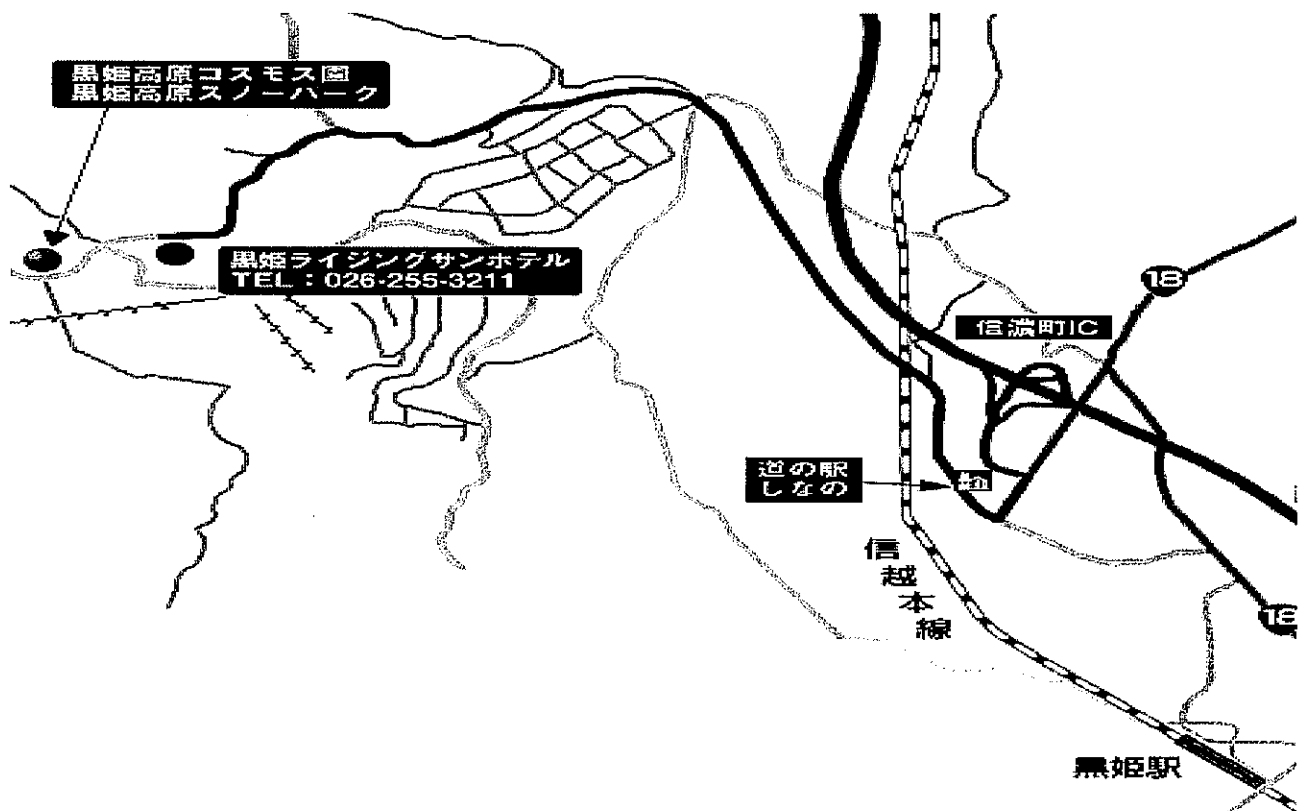 黒姫高原コスモス園
黒姫高原スノーパーク
黒姫ライジングサンホテル
TEL：026-255-3211
18
信濃町IC
道の駅
しなの
信越本線
18
黒姫駅